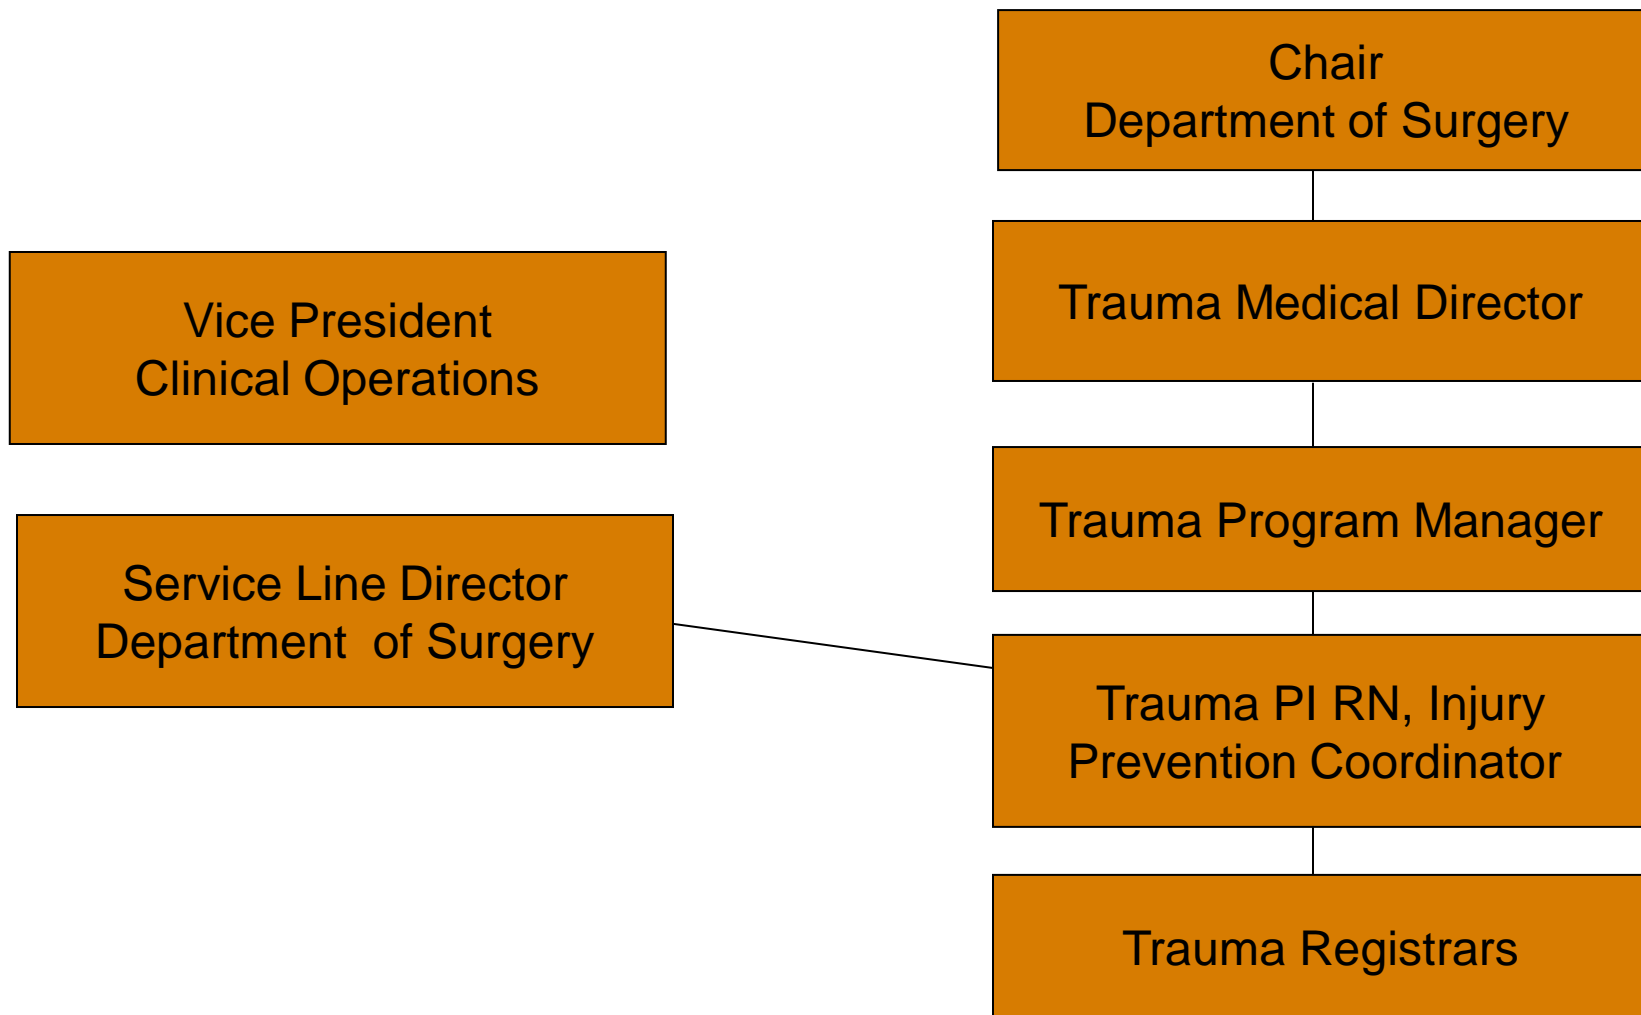 Chair
Department of Surgery
Trauma Medical Director
Vice President
Clinical Operations
Trauma Program Manager
Service Line Director
Department  of Surgery
Trauma PI RN, Injury
Prevention Coordinator
Trauma Registrars